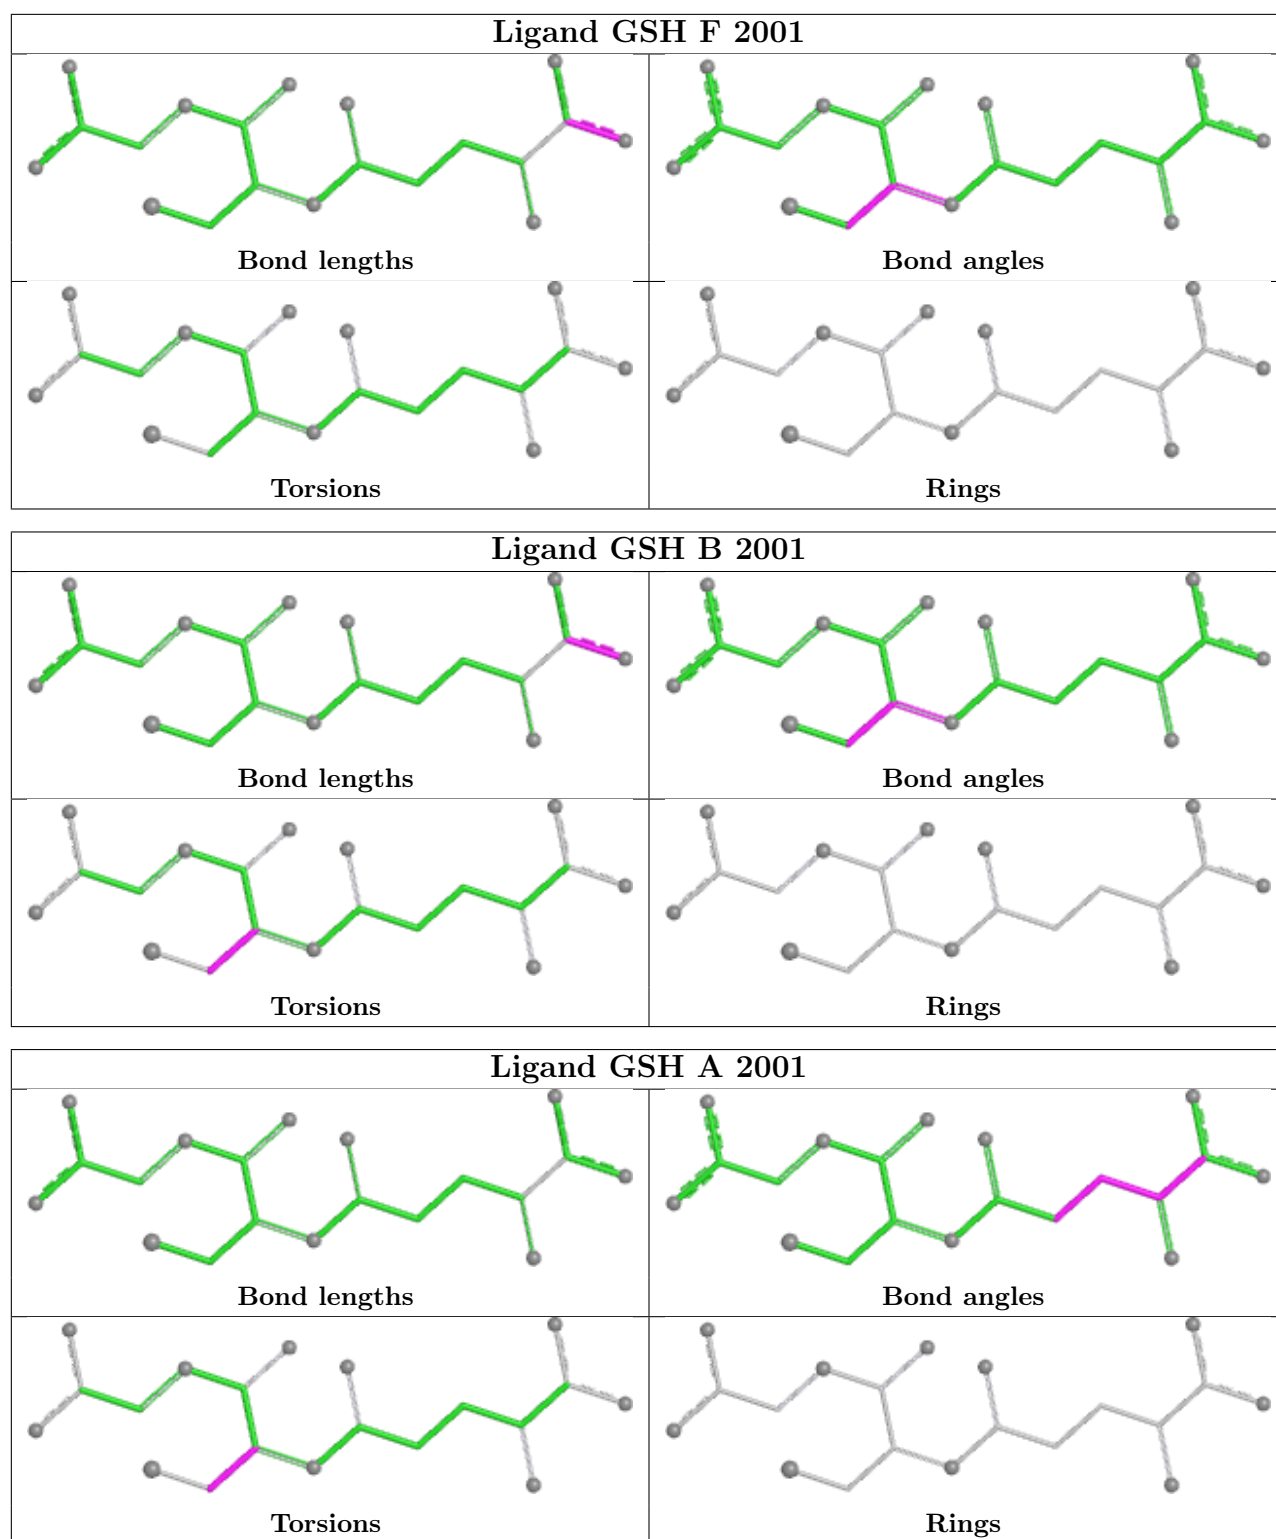 Ligand GSH F 2001
Bond lengths
Bond angles
Torsions
Rings
Ligand GSH B 2001
Bond lengths
Bond angles
Torsions
Rings
Ligand GSH A 2001
Bond lengths
Bond angles
Torsions
Rings